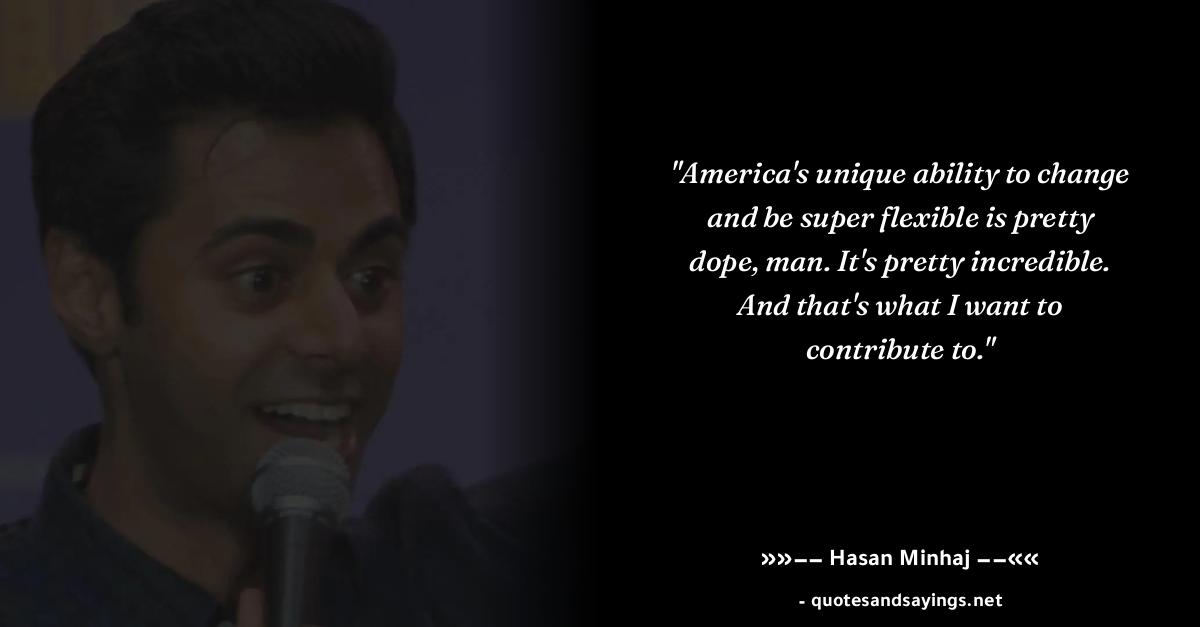 "America's unique ability to change
and be super flexible is pretty
dope, man. It's pretty incredible.
And that's what I want to
contribute to."
»»—— Hasan Minhaj ——««
- quotesandsayings.net